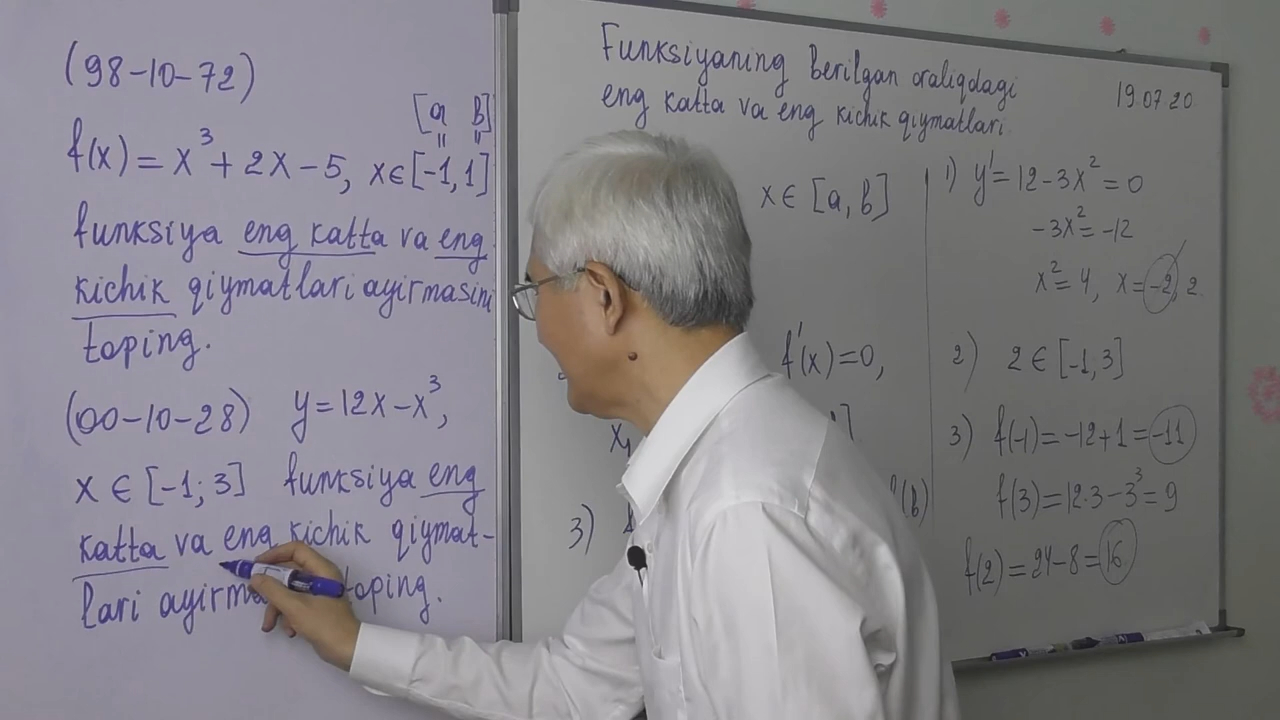 (98-10-72)
[a b]
" "
f(x) = x³ + 2x - 5, x∈[-1,1]
funksiya eng katta va eng
kichik qiymatlari ayirmasini
toping.
(00-10-28) y = 12x - x³,
x ∈ [-1; 3] funksiya eng
katta va eng kichik qiymat-
lari toping.
Funksiyaning berilgan oraliqdagi
eng katta va eng kichik qiymatlari
19.07.20.
x ∈ [a, b]
f'(x) = 0,
x₁
3)
1) y' = 12 - 3x² = 0
-3x² = -12
x² = 4, x = -2, 2.
2) 2 ∈ [-1, 3]
3) f(-1) = -12 + 1 = -11
f(3) = 12·3 - 3³ = 9
f(2) = 24 - 8 = 16